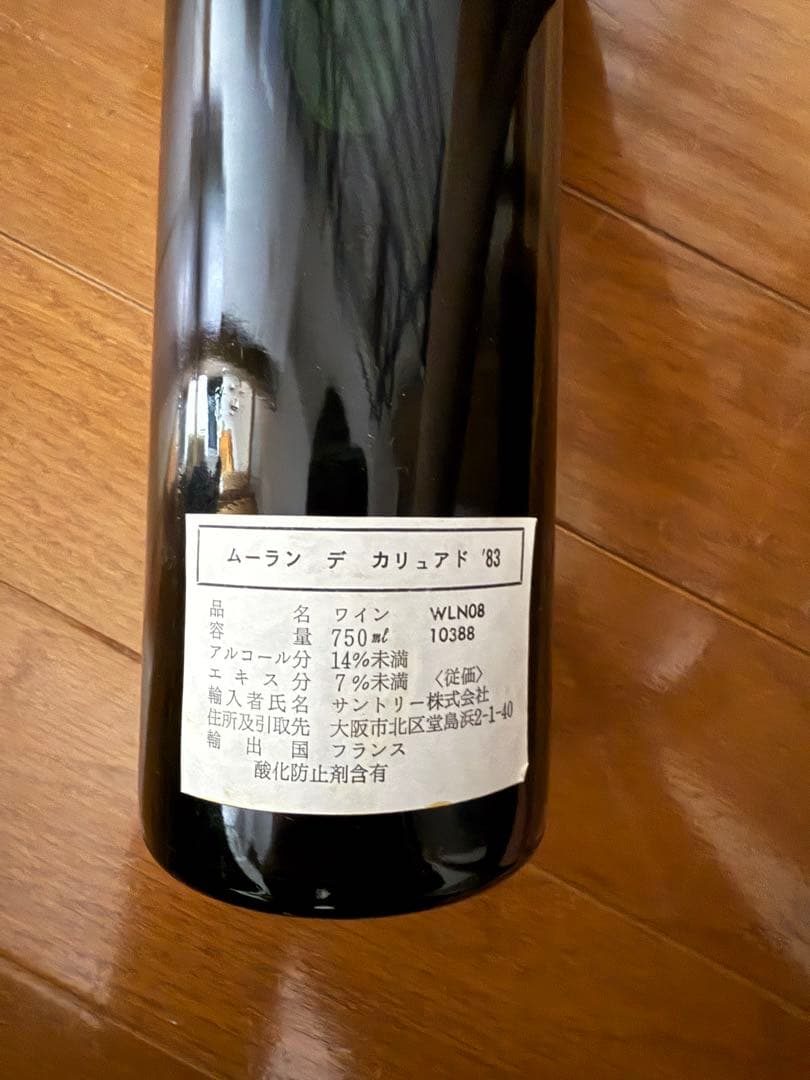 ムーラン デ カリュアド '83
品名 ワイン WLN08
容量 750㎖ 10388
アルコール分 14%未満
エキス分 7%未満 〈従価〉
輸入者氏名 サントリー株式会社
住所及引取先 大阪市北区堂島浜2-1-40
輸出国 フランス
酸化防止剤含有